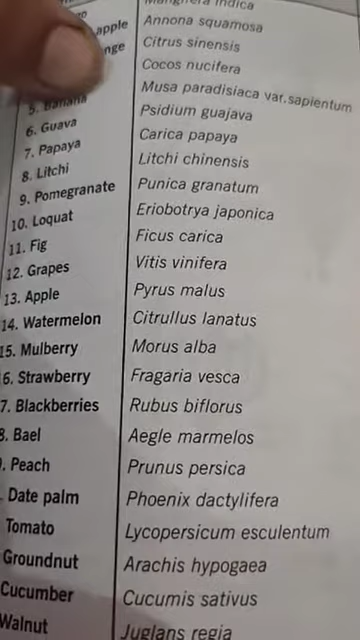 Mangifera indica
apple Annona squamosa
Citrus sinensis
Cocos nucifera
5. Banana Musa paradisiaca var.sapientum
6. Guava Psidium guajava
7. Papaya Carica papaya
8. Litchi Litchi chinensis
9. Pomegranate Punica granatum
10. Loquat Eriobotrya japonica
11. Fig Ficus carica
12. Grapes Vitis vinifera
13. Apple Pyrus malus
14. Watermelon Citrullus lanatus
15. Mulberry Morus alba
6. Strawberry Fragaria vesca
7. Blackberries Rubus biflorus
8. Bael Aegle marmelos
. Peach Prunus persica
. Date palm Phoenix dactylifera
Tomato Lycopersicum esculentum
Groundnut Arachis hypogaea
Cucumber Cucumis sativus
Walnut Juglans regia